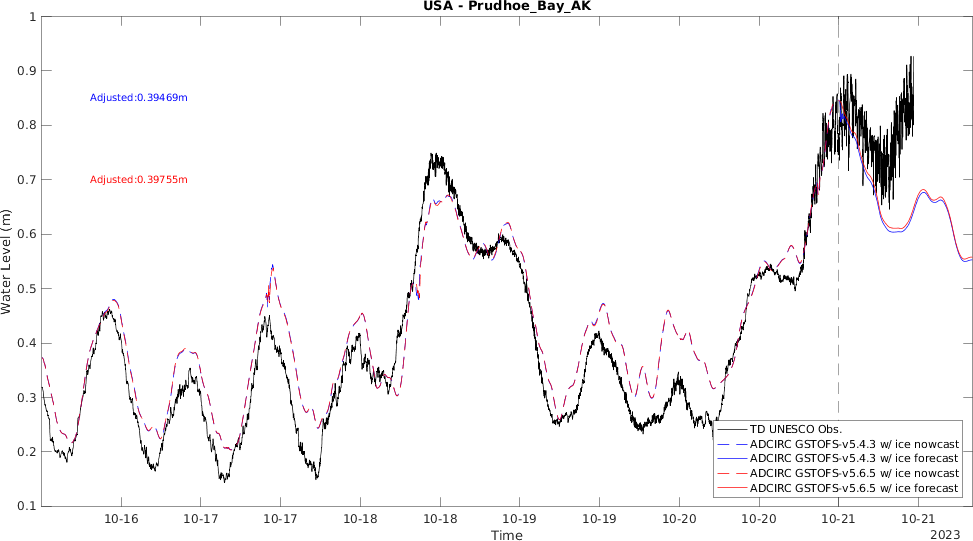 USA - Prudhoe_Bay_AK
Water Level (m)
1
0.9
0.8
0.7
0.6
0.5
0.4
0.3
0.2
0.1
Adjusted:0.39469m
Adjusted:0.39755m
TD UNESCO Obs.
ADCIRC GSTOFS-v5.4.3 w/ ice nowcast
ADCIRC GSTOFS-v5.4.3 w/ ice forecast
ADCIRC GSTOFS-v5.6.5 w/ ice nowcast
ADCIRC GSTOFS-v5.6.5 w/ ice forecast
10-16 10-17 10-17 10-18 10-18 10-19 10-19 10-20 10-20 10-21 10-21
Time
2023